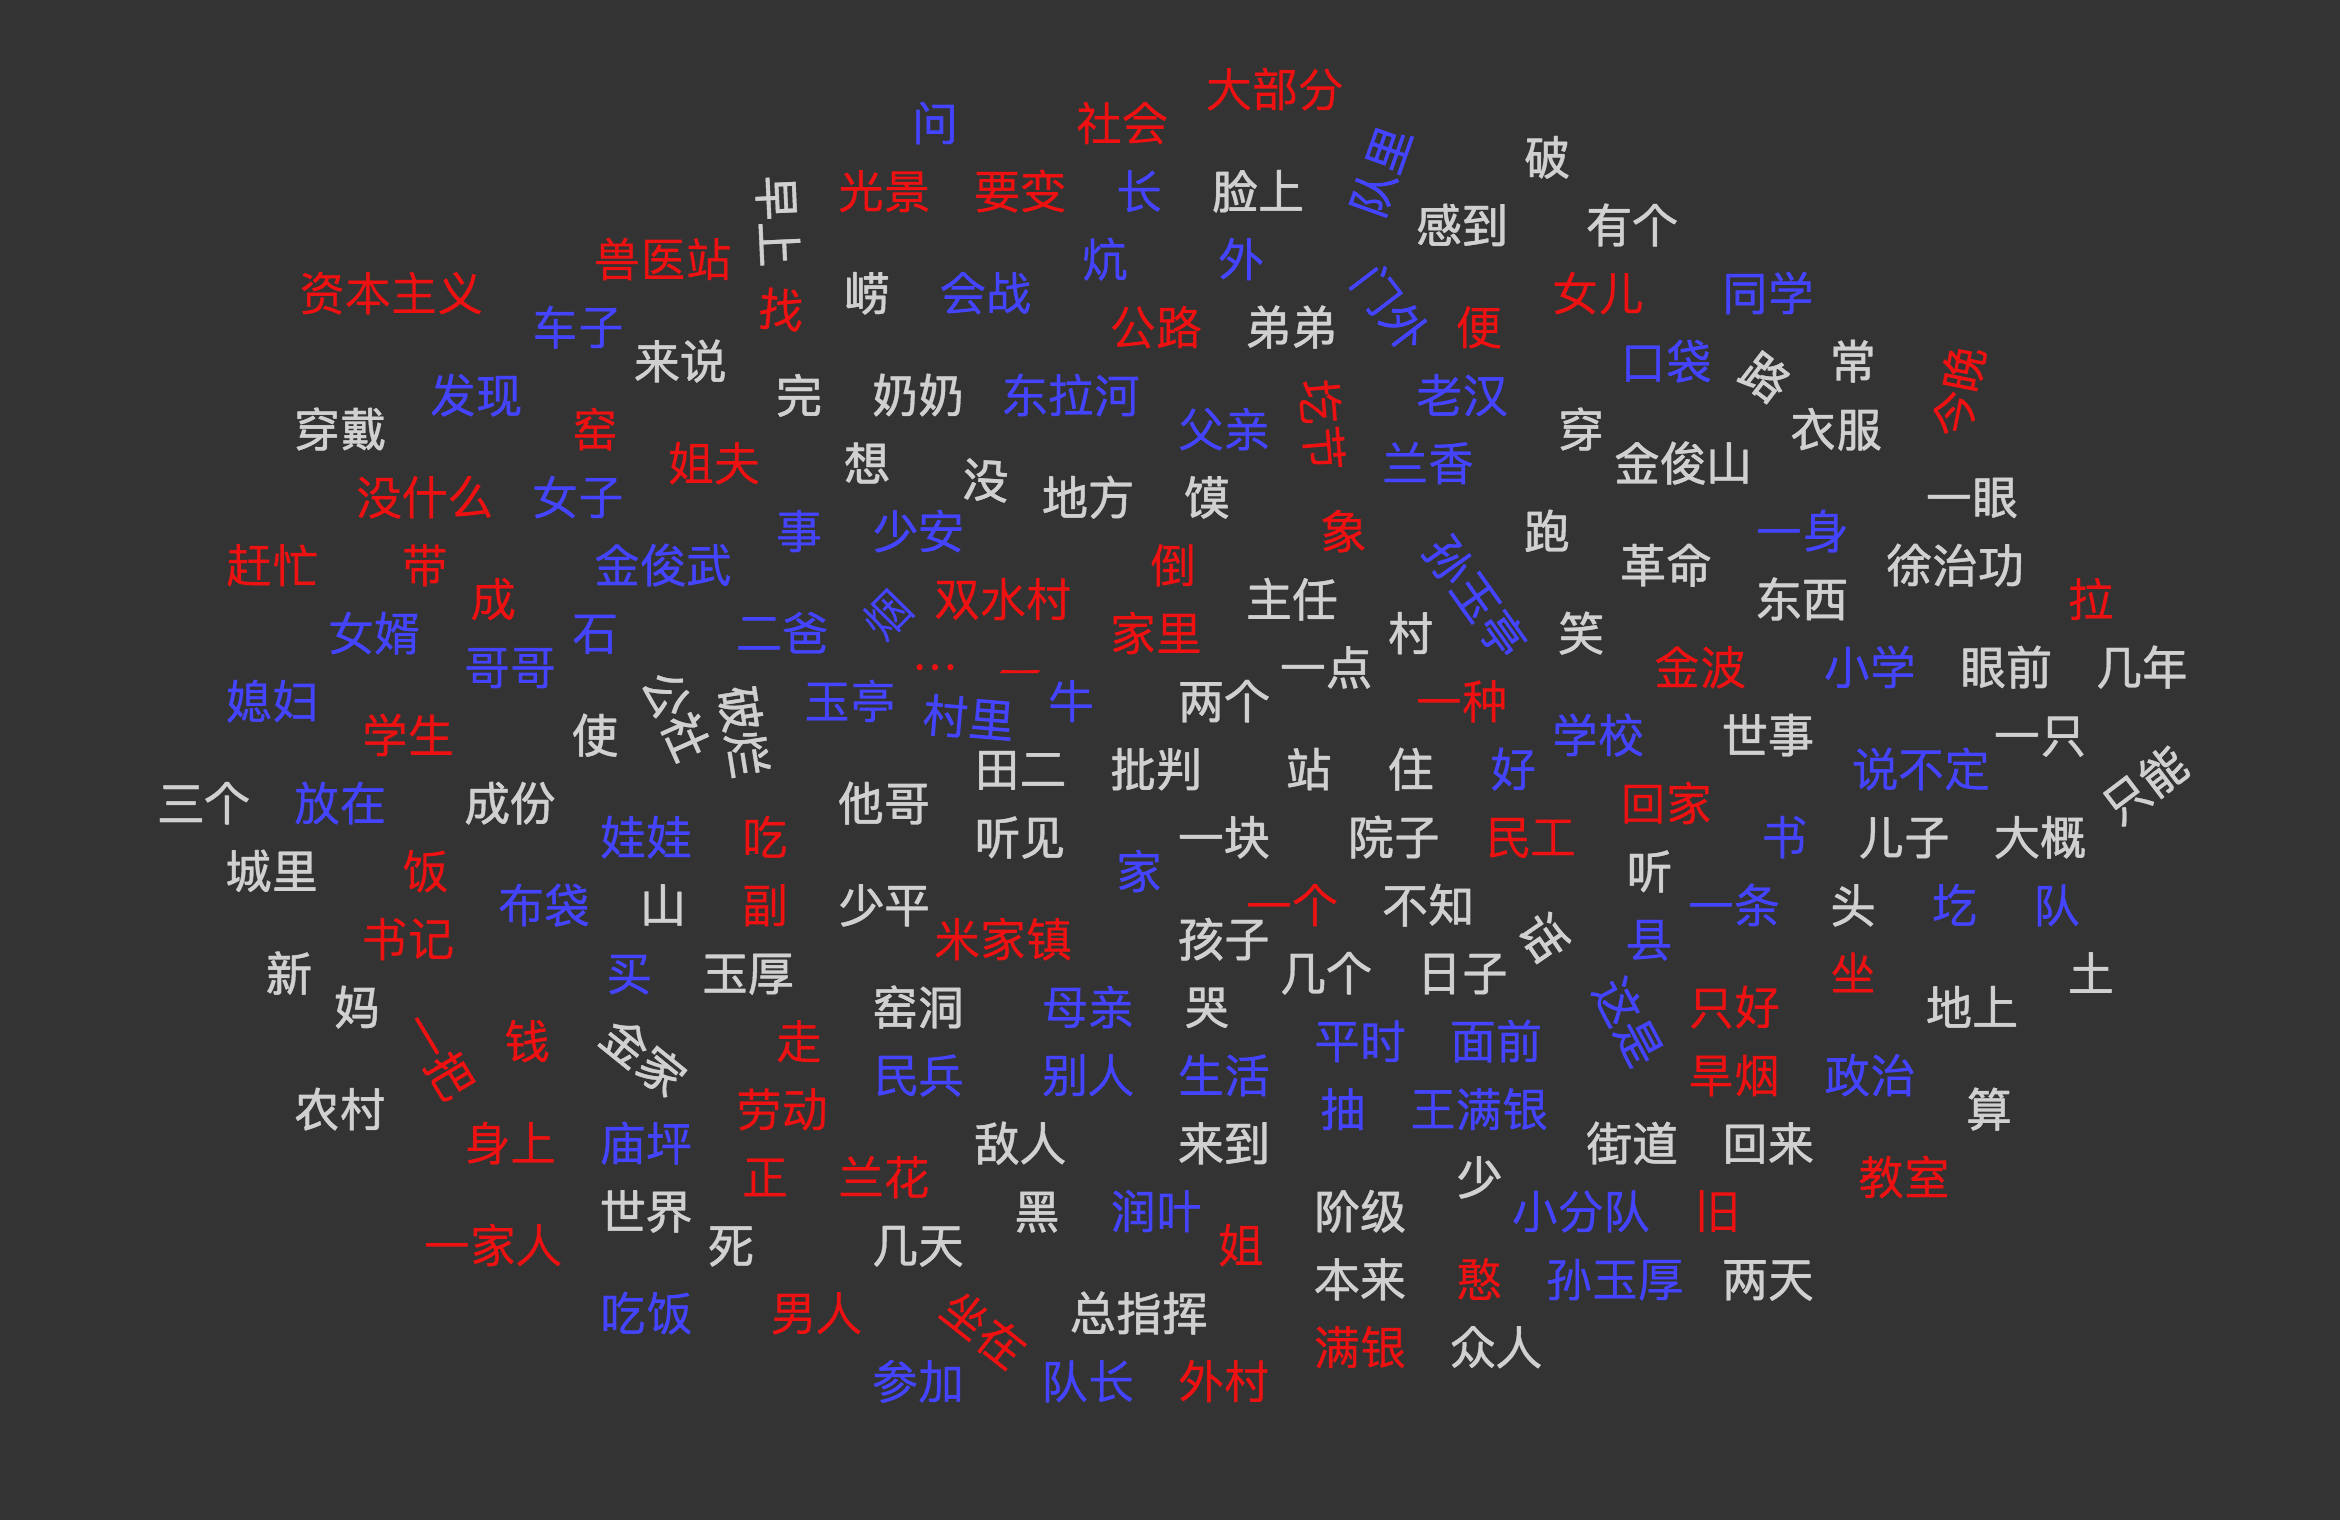 大部分
问 社会
队里 破
干直 光景 要变 长 脸上
感到 有个
兽医站 炕 外
资本主义 找 崂 会战 门外 女儿 同学
车子 公路 弟弟 便
来说 口袋 路 常 今晚
发现 完 奶奶 东拉河 老汉
穿戴 窑 父亲 圪节 穿 衣服
姐夫 想 没 兰香 金俊山
没什么 女子 地方 馍 一眼
事 少安 象 跑 一身
赶忙 带 金俊武 倒 孙玉亭 革命 徐治功
成 烟 双水村 主任 东西 拉
女婿 石 二爸 家里 村 笑
哥哥 … 一 一点 金波 小学 眼前 几年
媳妇 公社 破烂 玉亭 村里 牛 两个 一种
学生 使 学校 世事 一只
田二 批判 站 住 好 说不定 只能
三个 放在 成份 他哥 回家
娃娃 吃 听见 一块 院子 民工 书 儿子 大概
城里 饭 家 听
布袋 山 副 少平 一个 不知 一条 头 圪 队
书记 米家镇 孩子 话 县
新 买 玉厚 几个 日子 坐 土
妈 窑洞 母亲 哭 这是 只好 地上
一老 钱 金家 走 平时 面前
民兵 别人 生活 旱烟 政治
农村 劳动 抽 王满银 算
身上 庙坪 敌人 来到 街道 回来
正 兰花 少 教室
世界 黑 润叶 阶级 小分队 旧
一家人 死 几天 姐
本来 憨 孙玉厚 两天
吃饭 男人 坐在 总指挥
满银 众人
参加 队长 外村